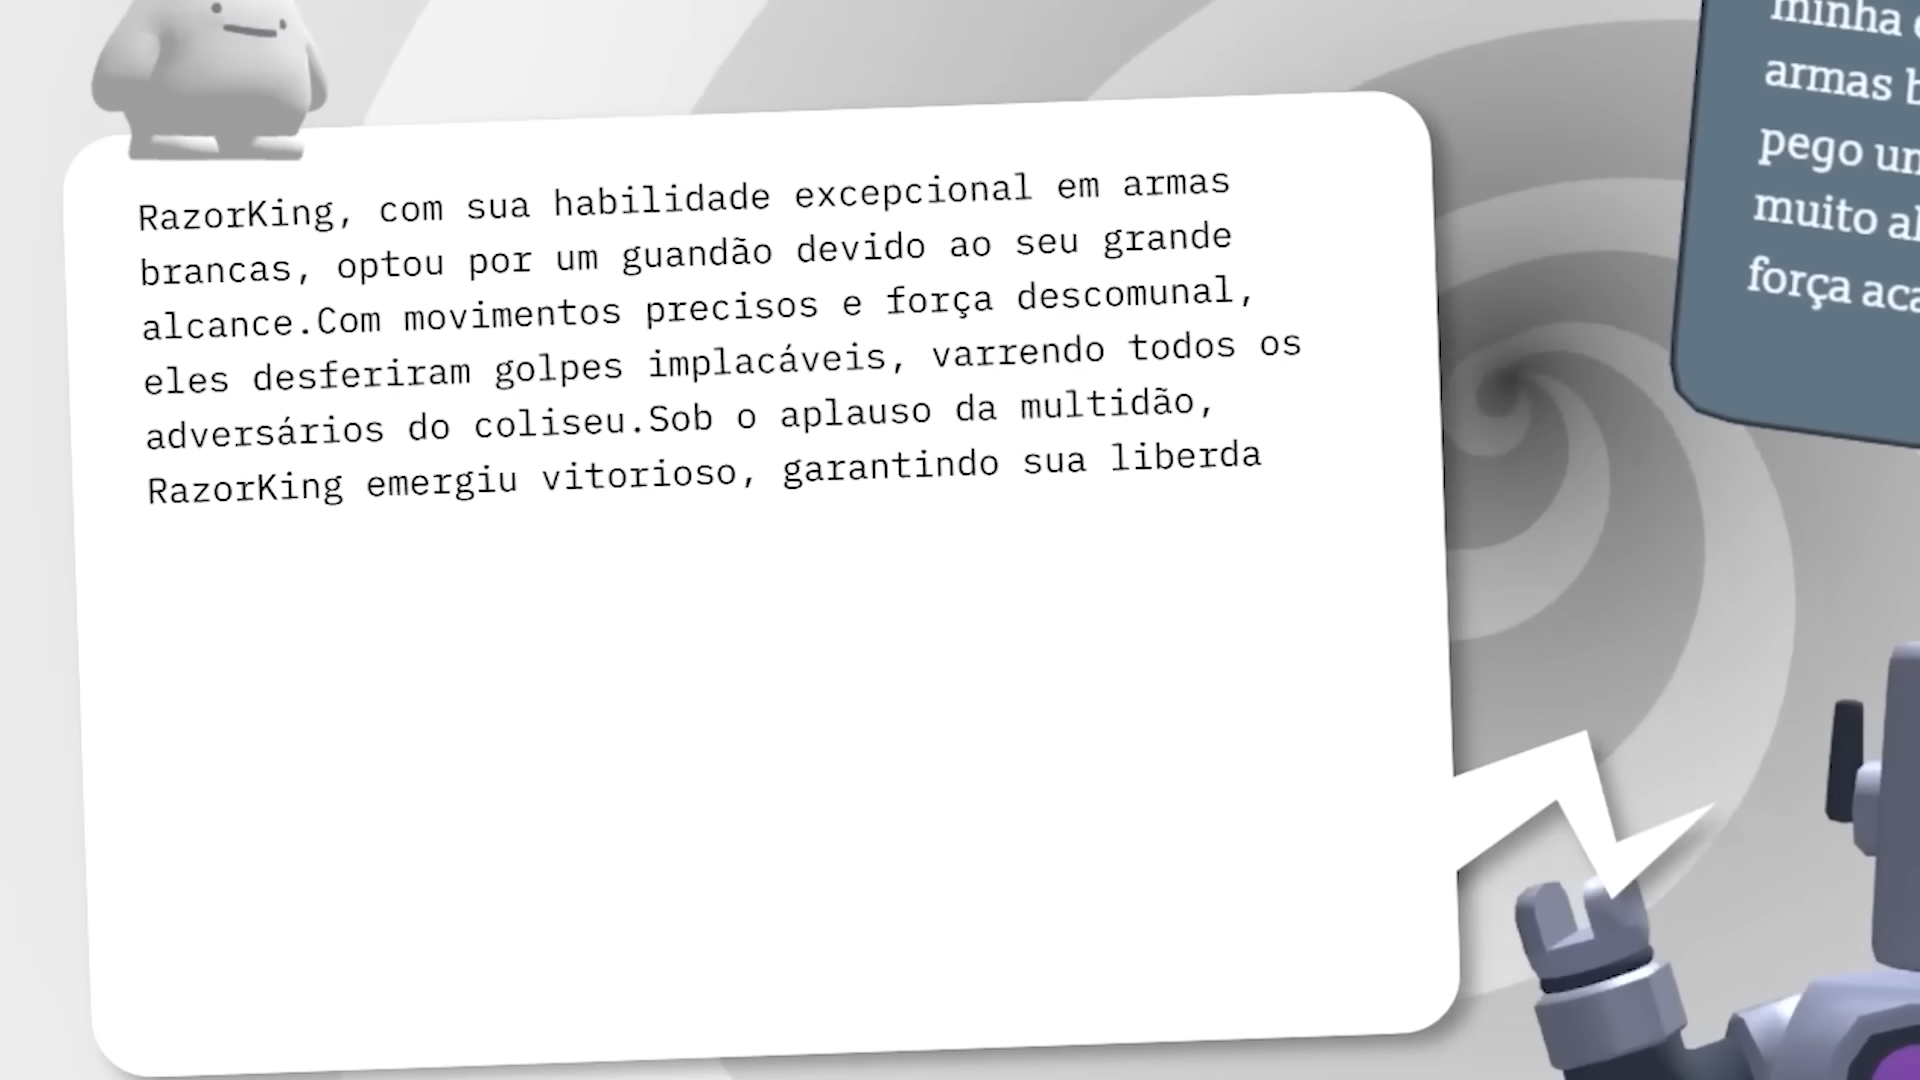 RazorKing, com sua habilidade excepcional em armas
brancas, optou por um guandão devido ao seu grande
alcance.Com movimentos precisos e força descomunal,
eles desferiram golpes implacáveis, varrendo todos os
adversários do coliseu.Sob o aplauso da multidão,
RazorKing emergiu vitorioso, garantindo sua liberda
minha
armas
pego
muito
força